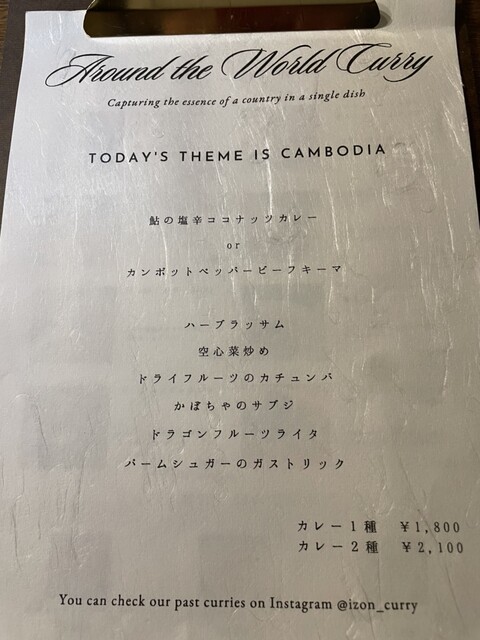 Around the World Curry
Capturing the essence of a country in a single dish
TODAY'S THEME IS CAMBODIA
鮎の塩辛ココナッツカレー
or
カンポットペッパービーフキーマ
ハーブラッサム
空心菜炒め
ドライフルーツのカチュンバ
かぼちゃのサブジ
ドラゴンフルーツライタ
パームシュガーのガストリック
カレー1種 ¥1,800
カレー2種 ¥2,100
You can check our past curries on Instagram @izon_curry